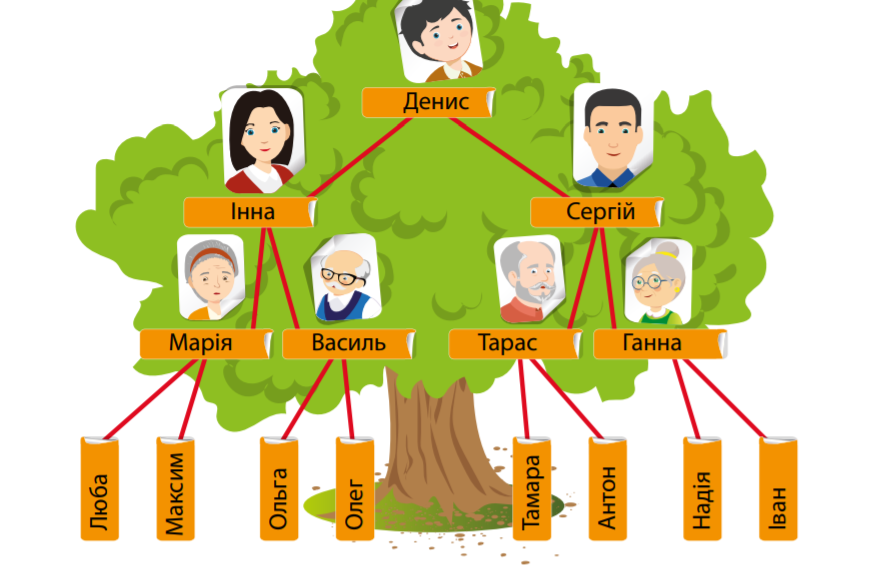 Денис
Інна
Сергій
Марія
Василь
Тарас
Ганна
Люба
Максим
Ольга
Олег
Тамара
Антон
Надія
Іван